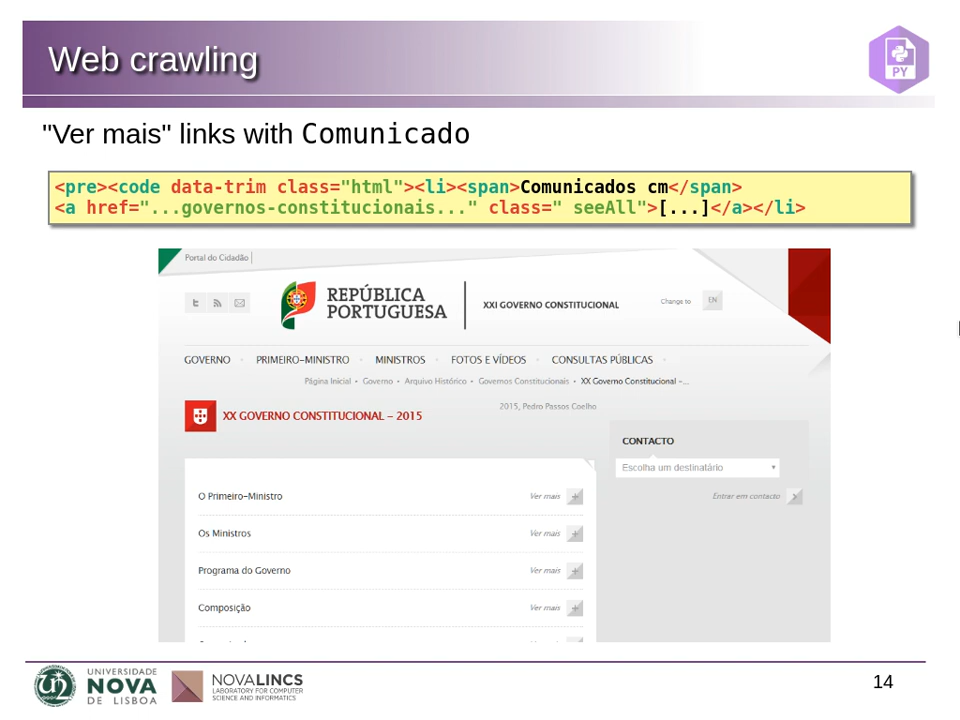 Web crawling
PY
"Ver mais" links with Comunicado
<pre><code data-trim class="html"><li><span>Comunicados cm</span>
<a href="...governos-constitucionais..." class=" seeAll">[...]</a></li>
Portal do Cidadão
REPÚBLICA
PORTUGUESA
XXI GOVERNO CONSTITUCIONAL
Change to
EN
GOVERNO • PRIMEIRO-MINISTRO • MINISTROS • FOTOS E VÍDEOS • CONSULTAS PÚBLICAS •
Página Inicial • Governo • Arquivo Histórico • Governos Constitucionais • XX Governo Constitucional -...
XX GOVERNO CONSTITUCIONAL - 2015
2015, Pedro Passos Coelho
CONTACTO
Escolha um destinatário
Entrar em contacto
O Primeiro-Ministro Ver mais +
Os Ministros Ver mais +
Programa do Governo Ver mais +
Composição Ver mais +
UNIVERSIDADE
NOVA
DE LISBOA
NOVALINCS
LABORATORY FOR COMPUTER
SCIENCE AND INFORMATICS
14